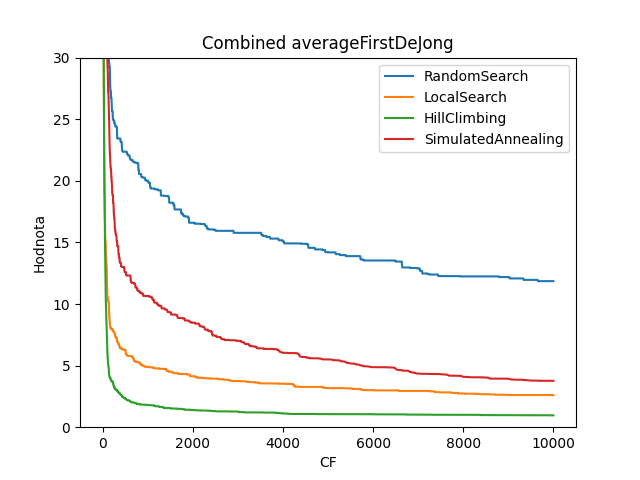 Combined averageFirstDeJong
RandomSearch
LocalSearch
HillClimbing
SimulatedAnnealing
30
25
20
15
10
5
0
Hodnota
0 2000 4000 6000 8000 10000
CF